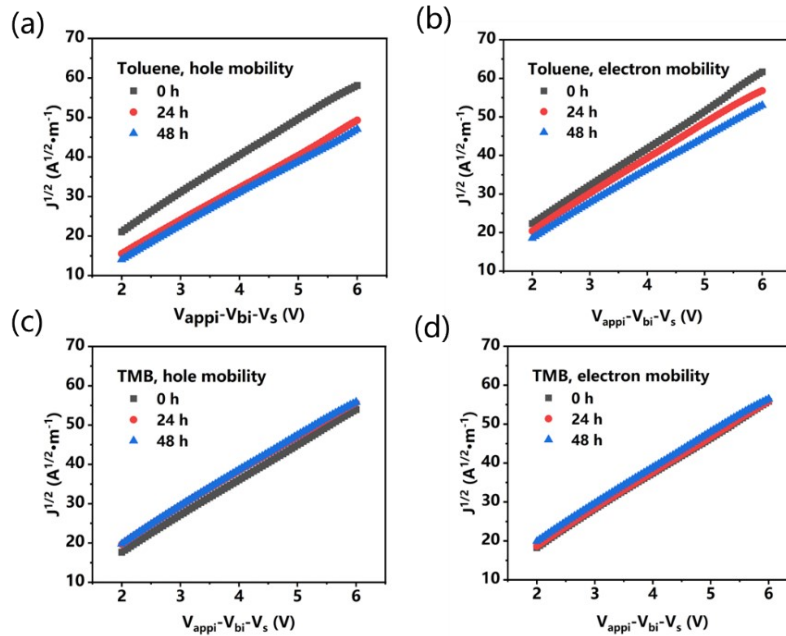 (a)
Toluene, hole mobility
0 h
24 h
48 h
70
60
50
40
30
20
10
2 3 4 5 6
J1/2 (A1/2•m-1)
Vappi-Vbi-Vs (V)
(b)
Toluene, electron mobility
0 h
24 h
48 h
70
60
50
40
30
20
10
2 3 4 5 6
J1/2 (A1/2•m-1)
Vappi-Vbi-Vs (V)
(c)
TMB, hole mobility
0 h
24 h
48 h
70
60
50
40
30
20
10
2 3 4 5 6
J1/2 (A1/2•m-1)
Vappi-Vbi-Vs (V)
(d)
TMB, electron mobility
0 h
24 h
48 h
70
60
50
40
30
20
10
2 3 4 5 6
J1/2 (A1/2•m-1)
Vappi-Vbi-Vs (V)